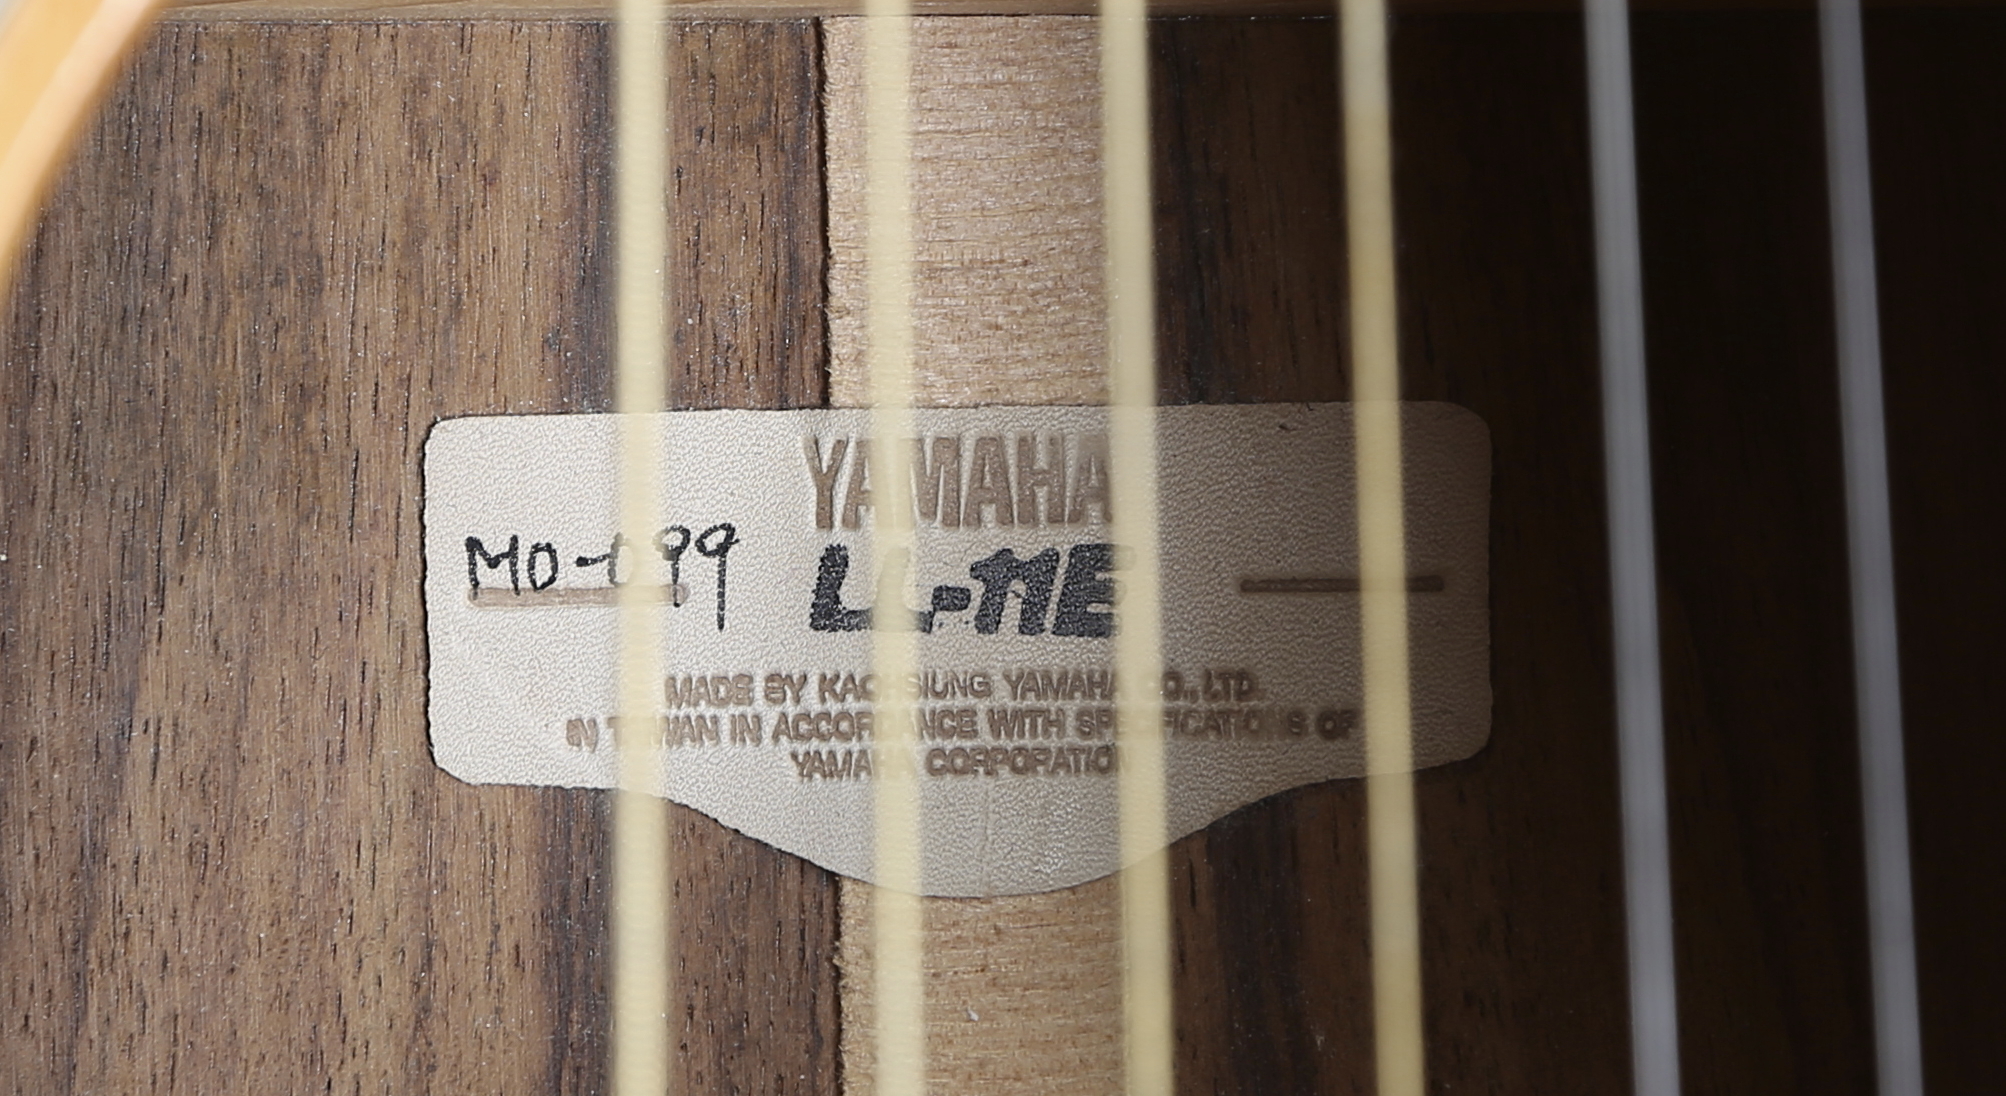 YAMAHA
MO-099
LL-11E
MADE BY KAOHSIUNG YAMAHA CO., LTD.
IN TAIWAN IN ACCORDANCE WITH SPECIFICATIONS OF
YAMAHA CORPORATION